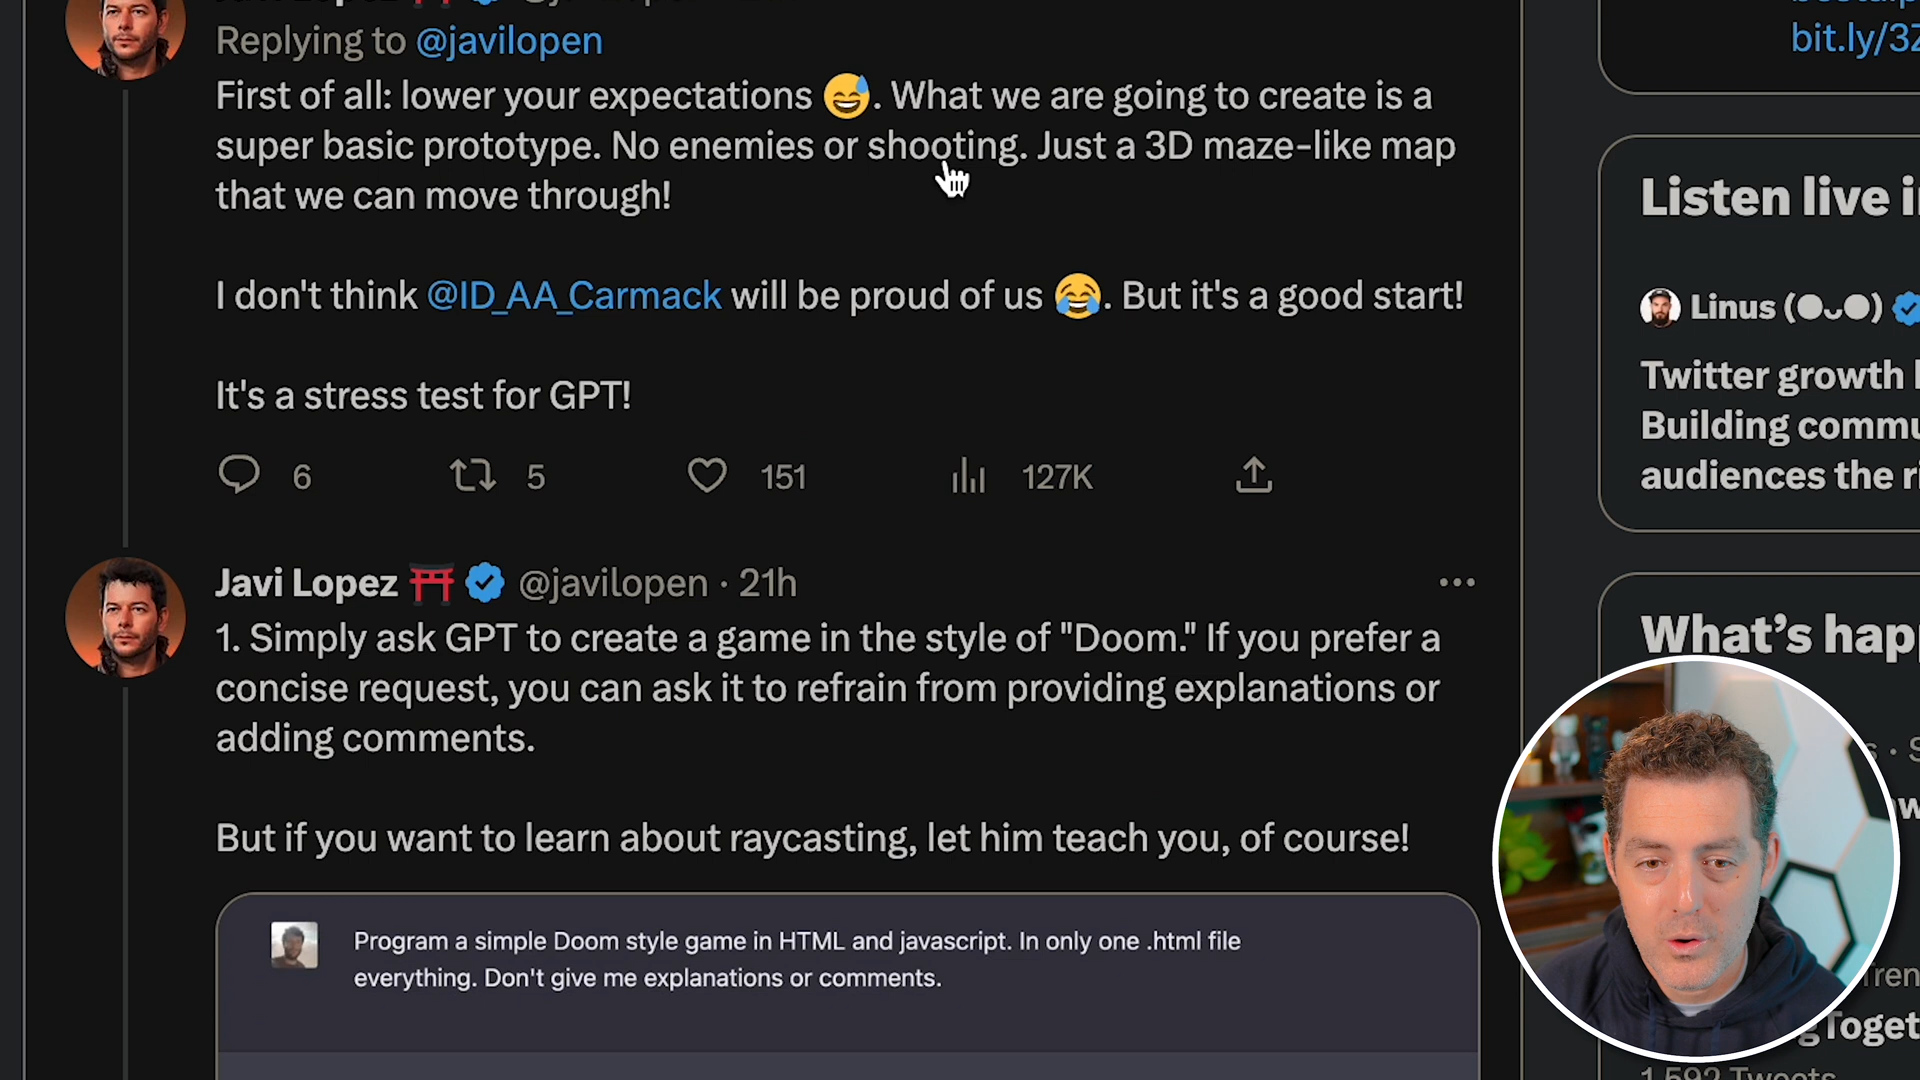 Replying to @javilopen
First of all: lower your expectations 😅. What we are going to create is a
super basic prototype. No enemies or shooting. Just a 3D maze-like map
that we can move through!
I don't think @ID_AA_Carmack will be proud of us 😂. But it's a good start!
It's a stress test for GPT!
6 5 151 127K
Javi Lopez ⛩️ @javilopen · 21h
1. Simply ask GPT to create a game in the style of "Doom." If you prefer a
concise request, you can ask it to refrain from providing explanations or
adding comments.
But if you want to learn about raycasting, let him teach you, of course!
Program a simple Doom style game in HTML and javascript. In only one .html file
everything. Don't give me explanations or comments.
bit.ly/3Z
Listen live i
Linus (●ᴗ●)
Twitter growth
Building commu
audiences the ri
What's hap
1,592 Tweets